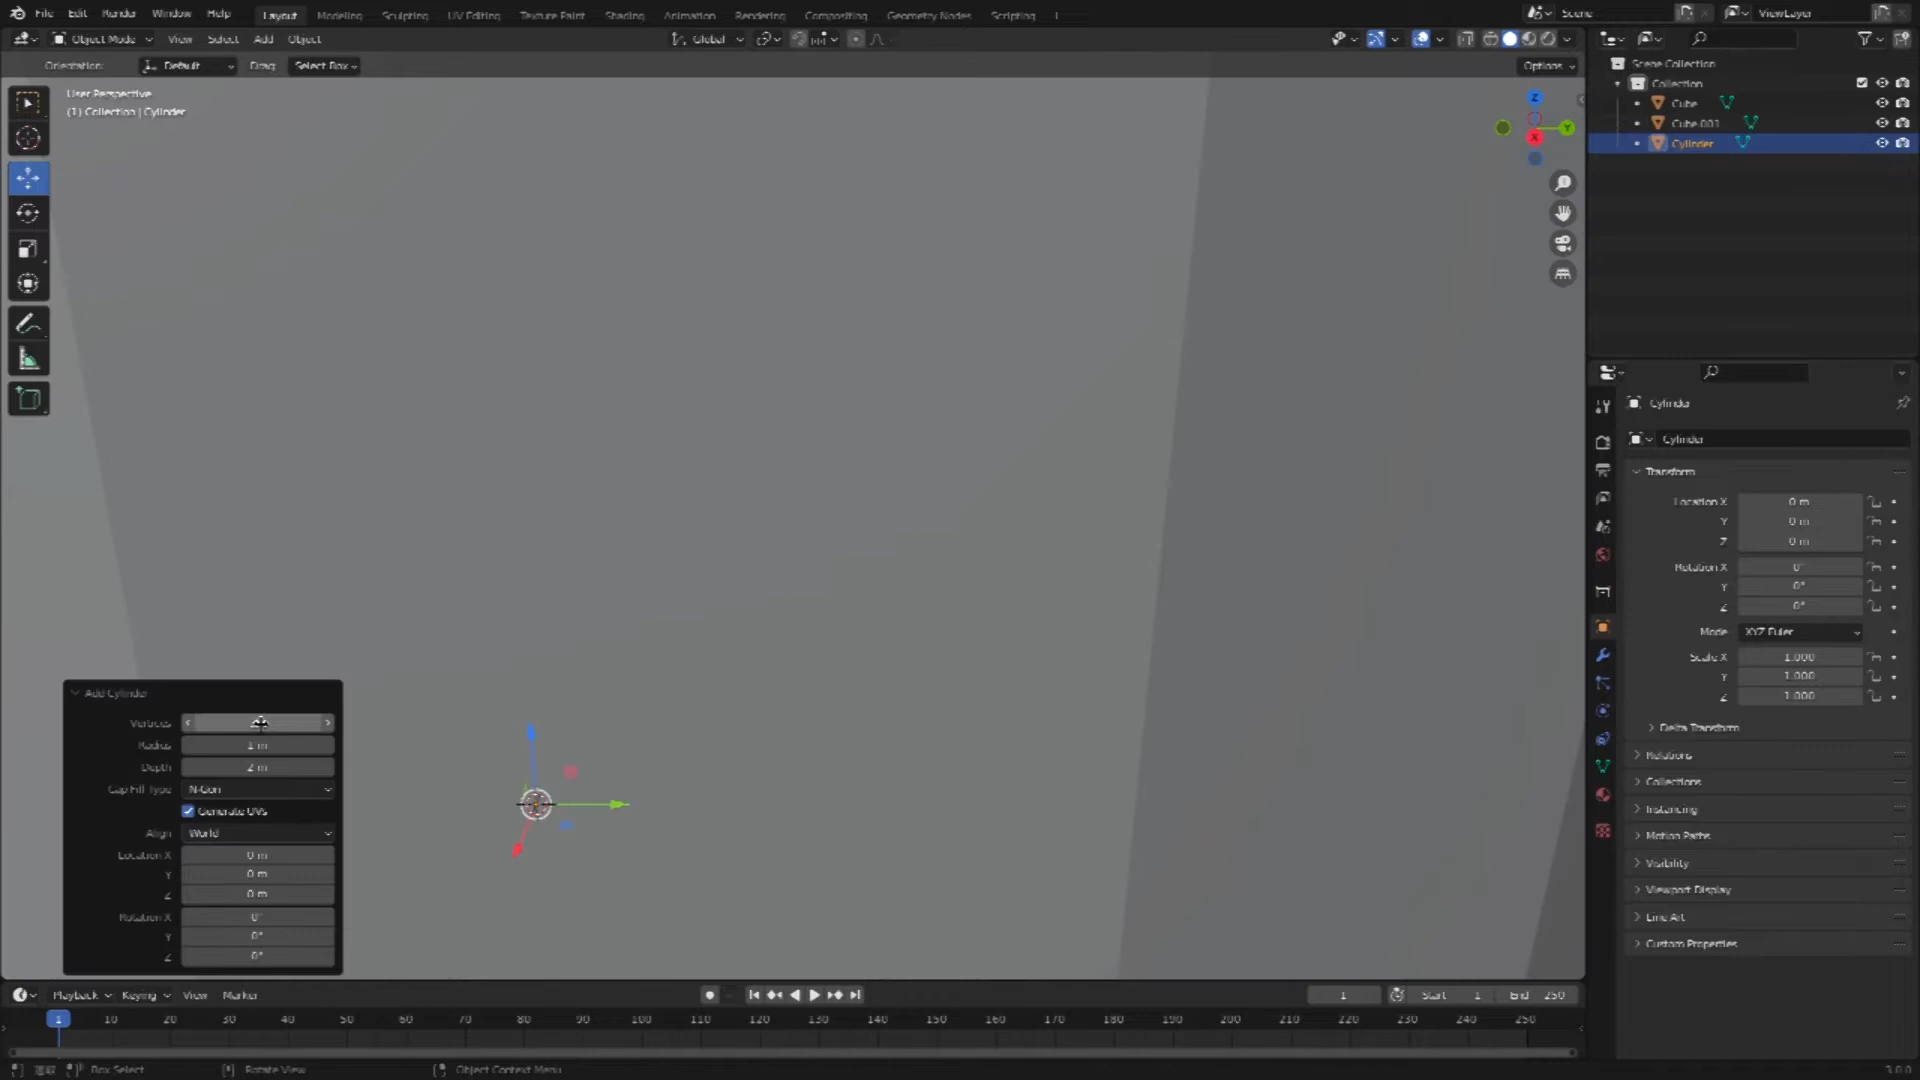 File Edit Render Window Help Layout Modeling Sculpting UV Editing Texture Paint Shading Animation Rendering Compositing Geometry Nodes Scripting Scene ViewLayer
Object Mode View Select Add Object Global
Orientation: Default Drag: Select Box Options
User Perspective
(1) Collection | Cylinder
Z
Y
X
Scene Collection
Collection
Cube
Cube.001
Cylinder
Cylinder
Cylinder
Transform
Location X 0 m
Y 0 m
Z 0 m
Rotation X 0°
Y 0°
Z 0°
Mode XYZ Euler
Scale X 1.000
Y 1.000
Z 1.000
Delta Transform
Relations
Collections
Instancing
Motion Paths
Visibility
Viewport Display
Line Art
Custom Properties
Add Cylinder
Vertices
Radius 1 m
Depth 2 m
Cap Fill Type N-Gon
Generate UVs
Align World
Location X 0 m
Y 0 m
Z 0 m
Rotation X 0°
Y 0°
Z 0°
Playback Keying View Marker 1 Start 1 End 250
1 10 20 30 40 50 60 70 80 90 100 110 120 130 140 150 160 170 180 190 200 210 220 230 240 250
選択 Box Select Rotate View Object Context Menu 3.0.0